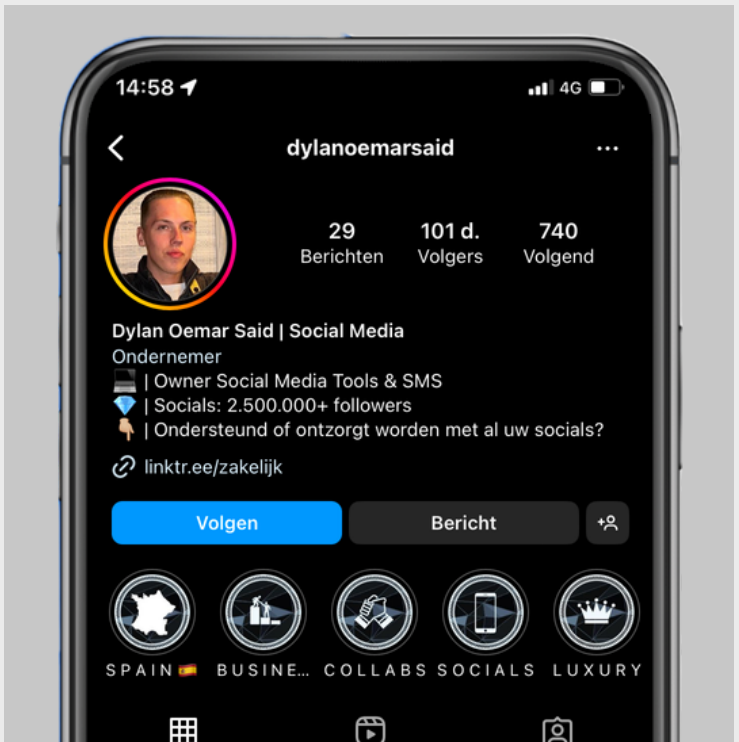 14:58
4G
dylanoemarsaid
29
101 d.
740
Berichten
Volgers
Volgend
Dylan Oemar Said | Social Media
Ondernemer
| Owner Social Media Tools & SMS
| Socials: 2.500.000+ followers
| Ondersteund of ontzorgt worden met al uw socials?
linktr.ee/zakelijk
Volgen
Bericht
SPAIN
BUSINE...
COLLABS
SOCIALS
LUXURY